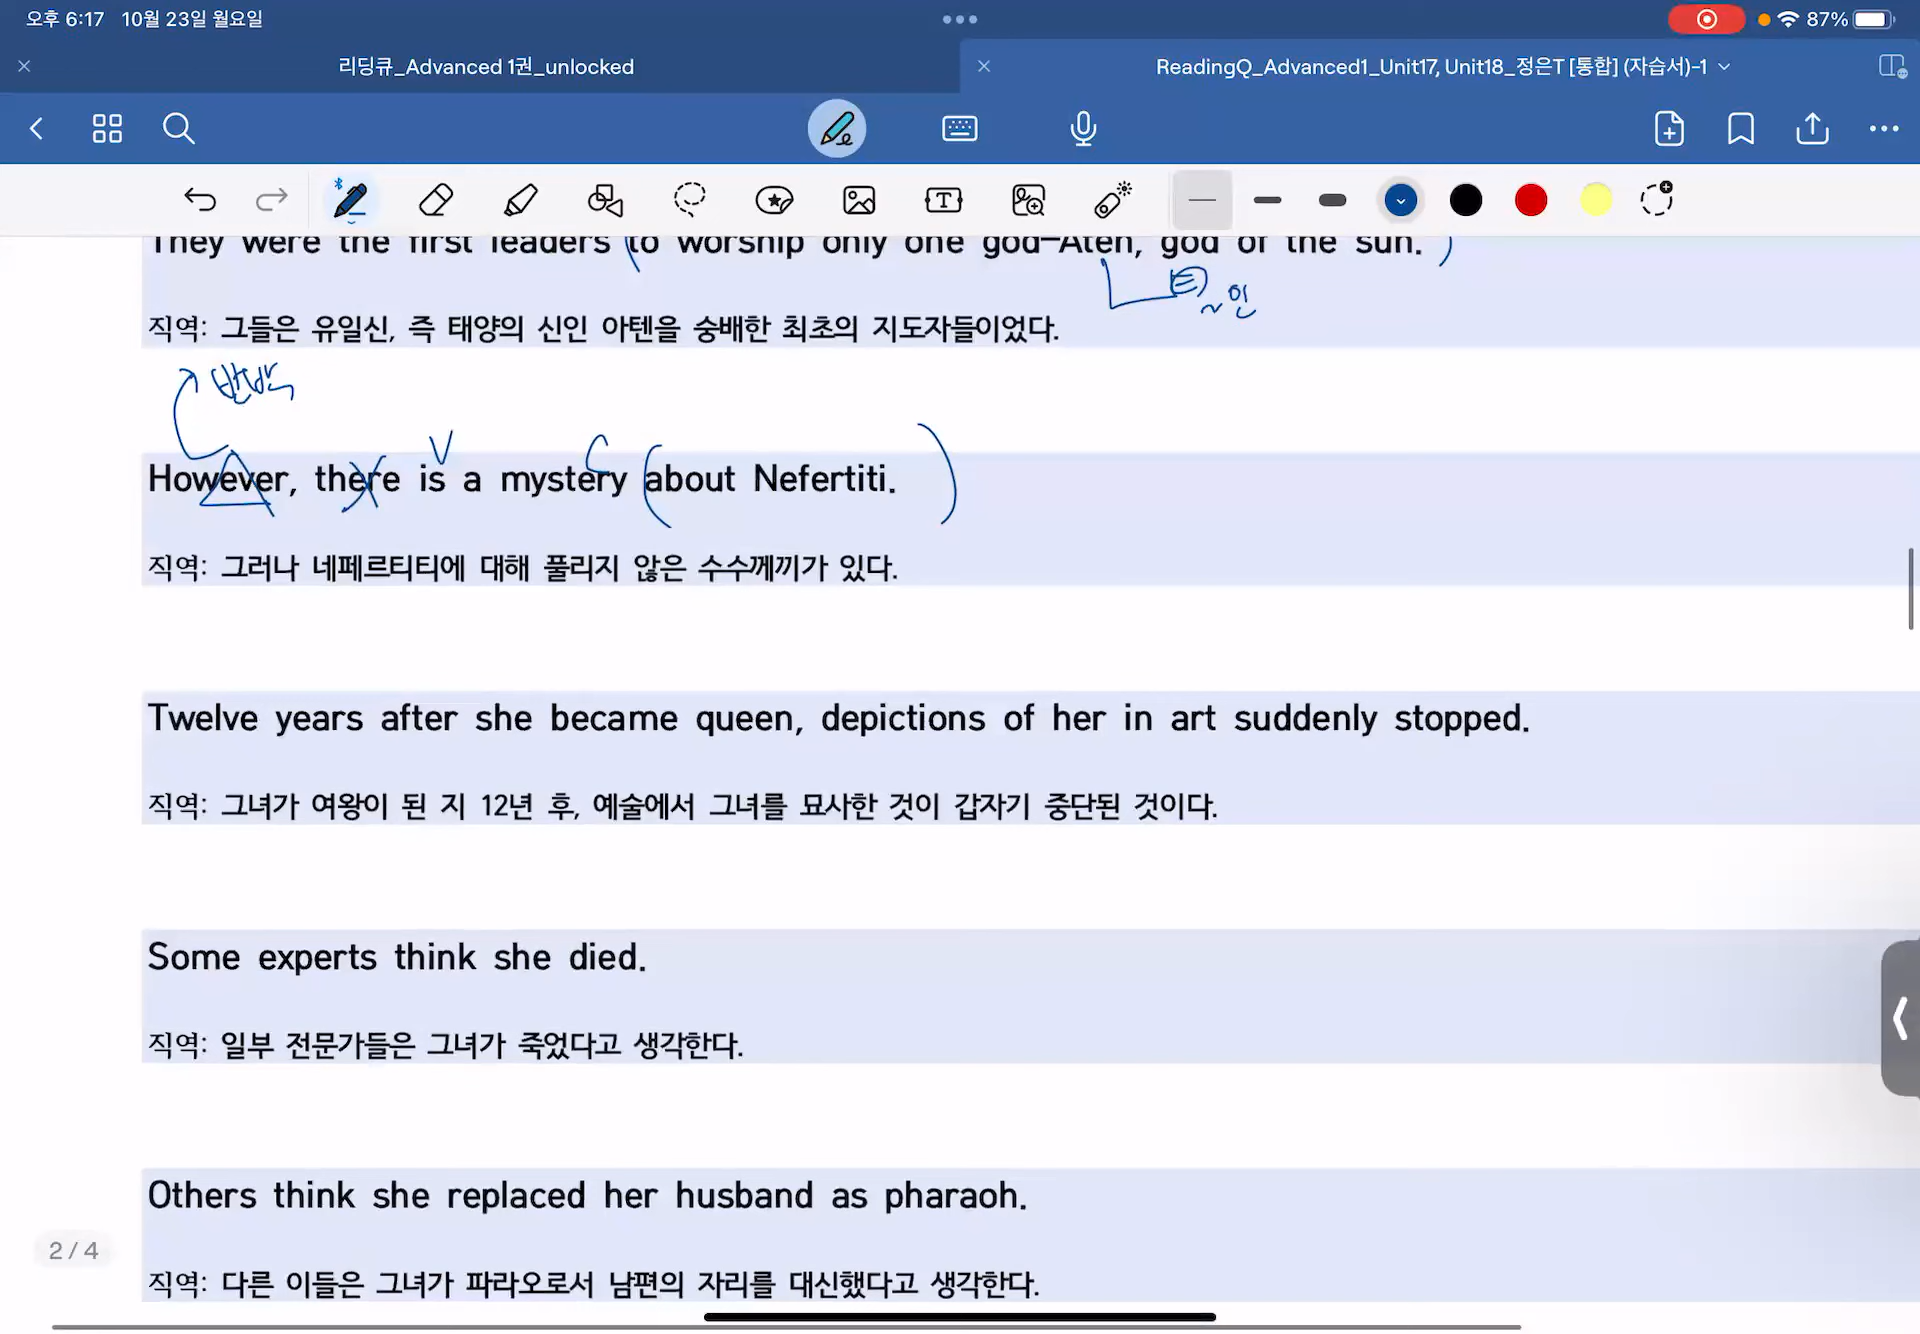 오후 6:17 10월 23일 월요일
87%
리딩큐_Advanced 1권_unlocked
ReadingQ_Advanced1_Unit17, Unit18_정은T [통합] (자습서)-1
They were the first leaders (to worship only one god—Aten, god of the sun.)
~인
직역: 그들은 유일신, 즉 태양의 신인 아텐을 숭배한 최초의 지도자들이었다.
V C
However, there is a mystery (about Nefertiti.)
직역: 그러나 네페르티티에 대해 풀리지 않은 수수께끼가 있다.
Twelve years after she became queen, depictions of her in art suddenly stopped.
직역: 그녀가 여왕이 된 지 12년 후, 예술에서 그녀를 묘사한 것이 갑자기 중단된 것이다.
Some experts think she died.
직역: 일부 전문가들은 그녀가 죽었다고 생각한다.
Others think she replaced her husband as pharaoh.
2 / 4
직역: 다른 이들은 그녀가 파라오로서 남편의 자리를 대신했다고 생각한다.